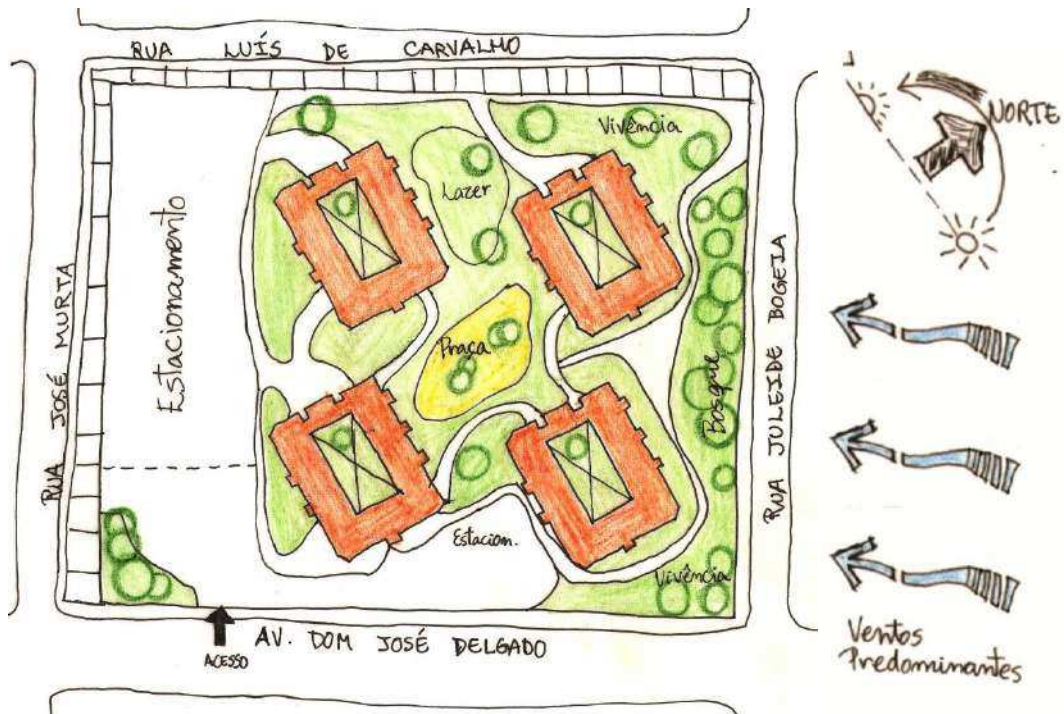 RUA LUÍS DE CARVALHO
NORTE
Vivência
Lazer
Estacionamento
RUA JOSÉ MURTA
Praça
Bosque
RUA JULEIDE BOGEIA
Estacion.
Vivência
ACESSO
AV. DOM JOSÉ DELGADO
Ventos
Predominantes